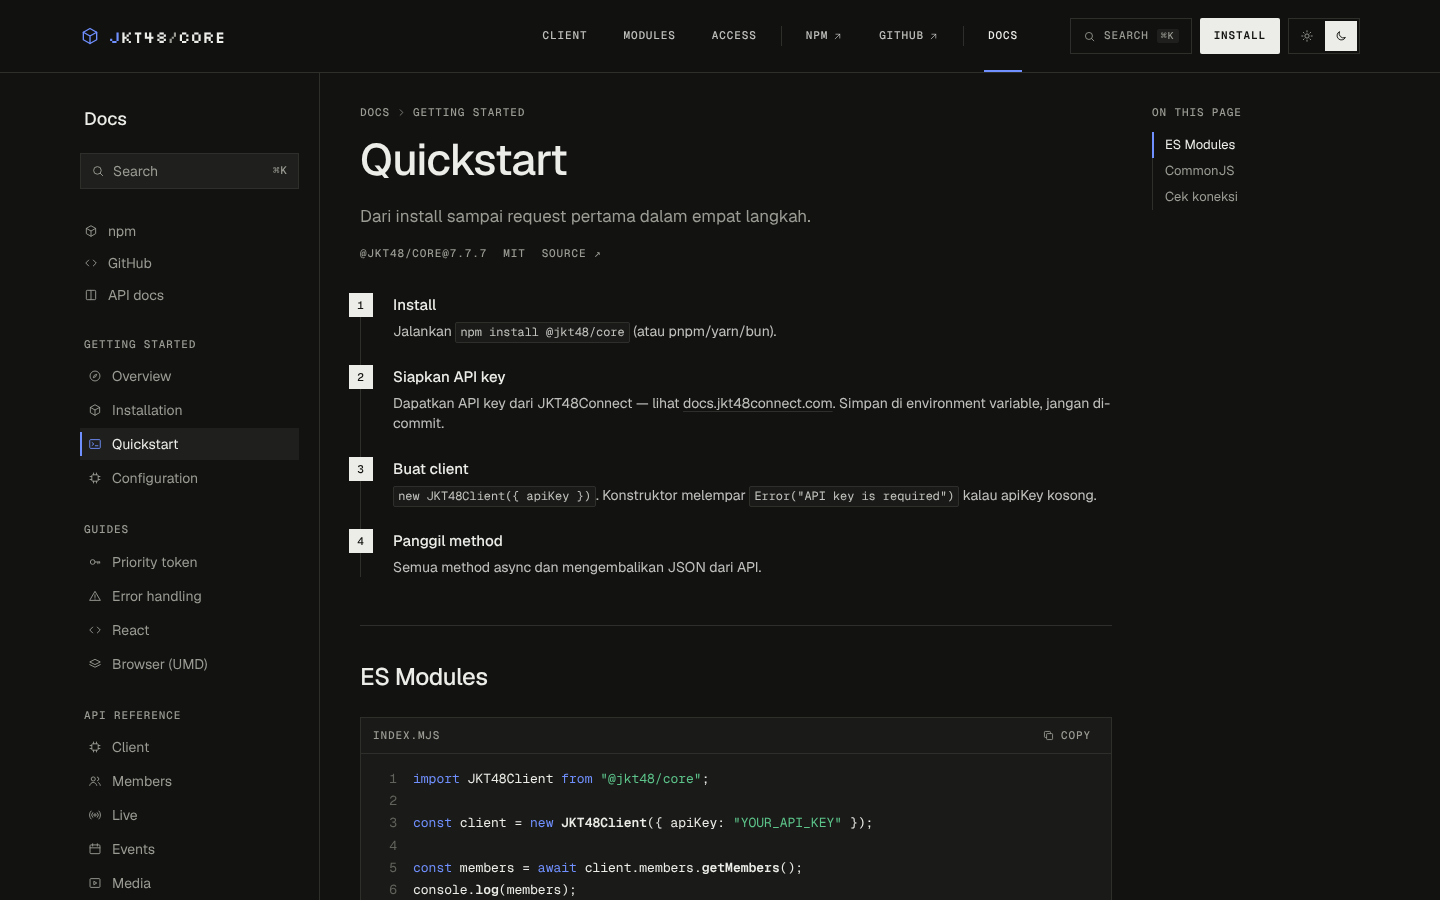 JKT48/CORE
CLIENT
MODULES
ACCESS
NPM ↗
GITHUB ↗
DOCS
SEARCH ⌘K
INSTALL
Docs
Search ⌘K
npm
GitHub
API docs
GETTING STARTED
Overview
Installation
Quickstart
Configuration
GUIDES
Priority token
Error handling
React
Browser (UMD)
API REFERENCE
Client
Members
Live
Events
Media
DOCS > GETTING STARTED
Quickstart
Dari install sampai request pertama dalam empat langkah.
@JKT48/CORE@7.7.7 MIT SOURCE ↗
1 Install
Jalankan npm install @jkt48/core (atau pnpm/yarn/bun).
2 Siapkan API key
Dapatkan API key dari JKT48Connect — lihat docs.jkt48connect.com. Simpan di environment variable, jangan di-
commit.
3 Buat client
new JKT48Client({ apiKey }). Konstruktor melempar Error("API key is required") kalau apiKey kosong.
4 Panggil method
Semua method async dan mengembalikan JSON dari API.
ES Modules
INDEX.MJS
COPY
1 import JKT48Client from "@jkt48/core";
2
3 const client = new JKT48Client({ apiKey: "YOUR_API_KEY" });
4
5 const members = await client.members.getMembers();
6 console.log(members);
ON THIS PAGE
ES Modules
CommonJS
Cek koneksi